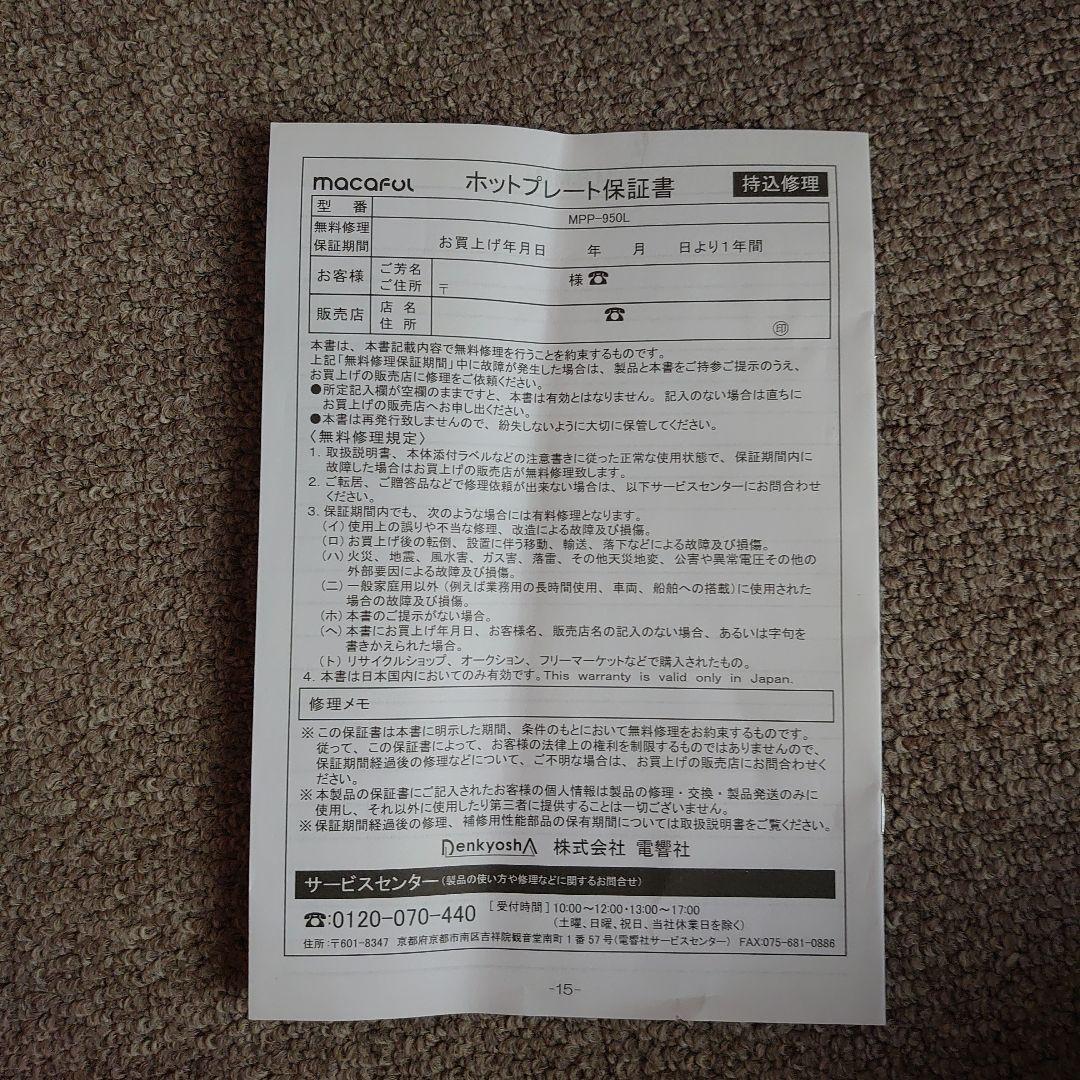 macaful ホットプレート保証書 持込修理
型番 MPP-950L
無料修理保証期間 お買上げ年月日 年 月 日より1年間
お客様 ご芳名 様☎
ご住所 〒
販売店 店名 ☎
住所 ㊞
本書は、本書記載内容で無料修理を行うことを約束するものです。
上記「無料修理保証期間」中に故障が発生した場合は、製品と本書をご持参ご提示のうえ、
お買上げの販売店に修理をご依頼ください。
●所定記入欄が空欄のままですと、本書は有効とはなりません。記入のない場合は直ちに
お買上げの販売店へお申し出ください。
●本書は再発行致しませんので、紛失しないように大切に保管してください。
〈無料修理規定〉
1. 取扱説明書、本体添付ラベルなどの注意書きに従った正常な使用状態で、保証期間内に
故障した場合はお買上げの販売店が無料修理致します。
2. ご転居、ご贈答品などで修理依頼が出来ない場合は、以下サービスセンターにお問合わせ
ください。
3. 保証期間内でも、次のような場合には有料修理となります。
(イ) 使用上の誤りや不当な修理、改造による故障及び損傷。
(ロ) お買上げ後の転倒、設置に伴う移動、輸送、落下などによる故障及び損傷。
(ハ) 火災、地震、風水害、ガス害、落雷、その他天災地変、公害や異常電圧その他の
外部要因による故障及び損傷。
(ニ) 一般家庭用以外(例えば業務用の長時間使用、車両、船舶への搭載)に使用された
場合の故障及び損傷。
(ホ) 本書のご提示がない場合。
(ヘ) 本書にお買上げ年月日、お客様名、販売店名の記入のない場合、あるいは字句を
書きかえられた場合。
(ト) リサイクルショップ、オークション、フリーマーケットなどで購入されたもの。
4. 本書は日本国内においてのみ有効です。This warranty is valid only in Japan.
修理メモ
※この保証書は本書に明示した期間、条件のもとにおいて無料修理をお約束するものです。
従って、この保証書によって、お客様の法律上の権利を制限するものではありませんので、
保証期間経過後の修理などについて、ご不明な場合は、お買上げの販売店にお問合わせく
ださい。
※本製品の保証書にご記入されたお客様の個人情報は製品の修理・交換・製品発送のみに
使用し、それ以外に使用したり第三者に提供することは一切ございません。
※保証期間経過後の修理、補修用性能部品の保有期間については取扱説明書をご覧ください。
DenkyoshA 株式会社 電響社
サービスセンター(製品の使い方や修理などに関するお問合せ)
☎:0120-070-440 [受付時間] 10:00〜12:00・13:00〜17:00
(土曜、日曜、祝日、当社休業日を除く)
住所:〒601-8347 京都府京都市南区吉祥院観音堂南町1番57号(電響社サービスセンター) FAX:075-681-0886
-15-